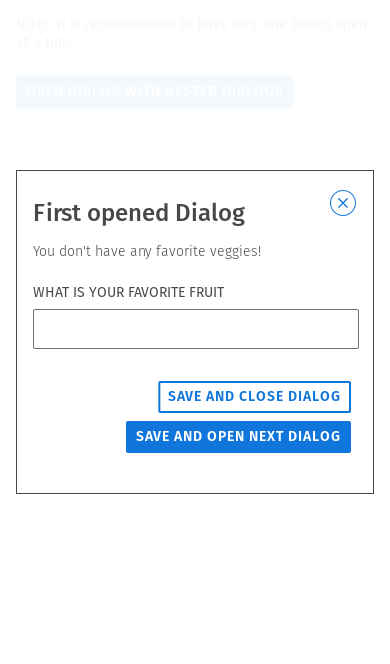 NOTE: It is recommended to have only one Dialog open
at a time.
OPEN DIALOG WITH NESTED DIALOGS
First opened Dialog
You don't have any favorite veggies!
WHAT IS YOUR FAVORITE FRUIT
SAVE AND CLOSE DIALOG
SAVE AND OPEN NEXT DIALOG